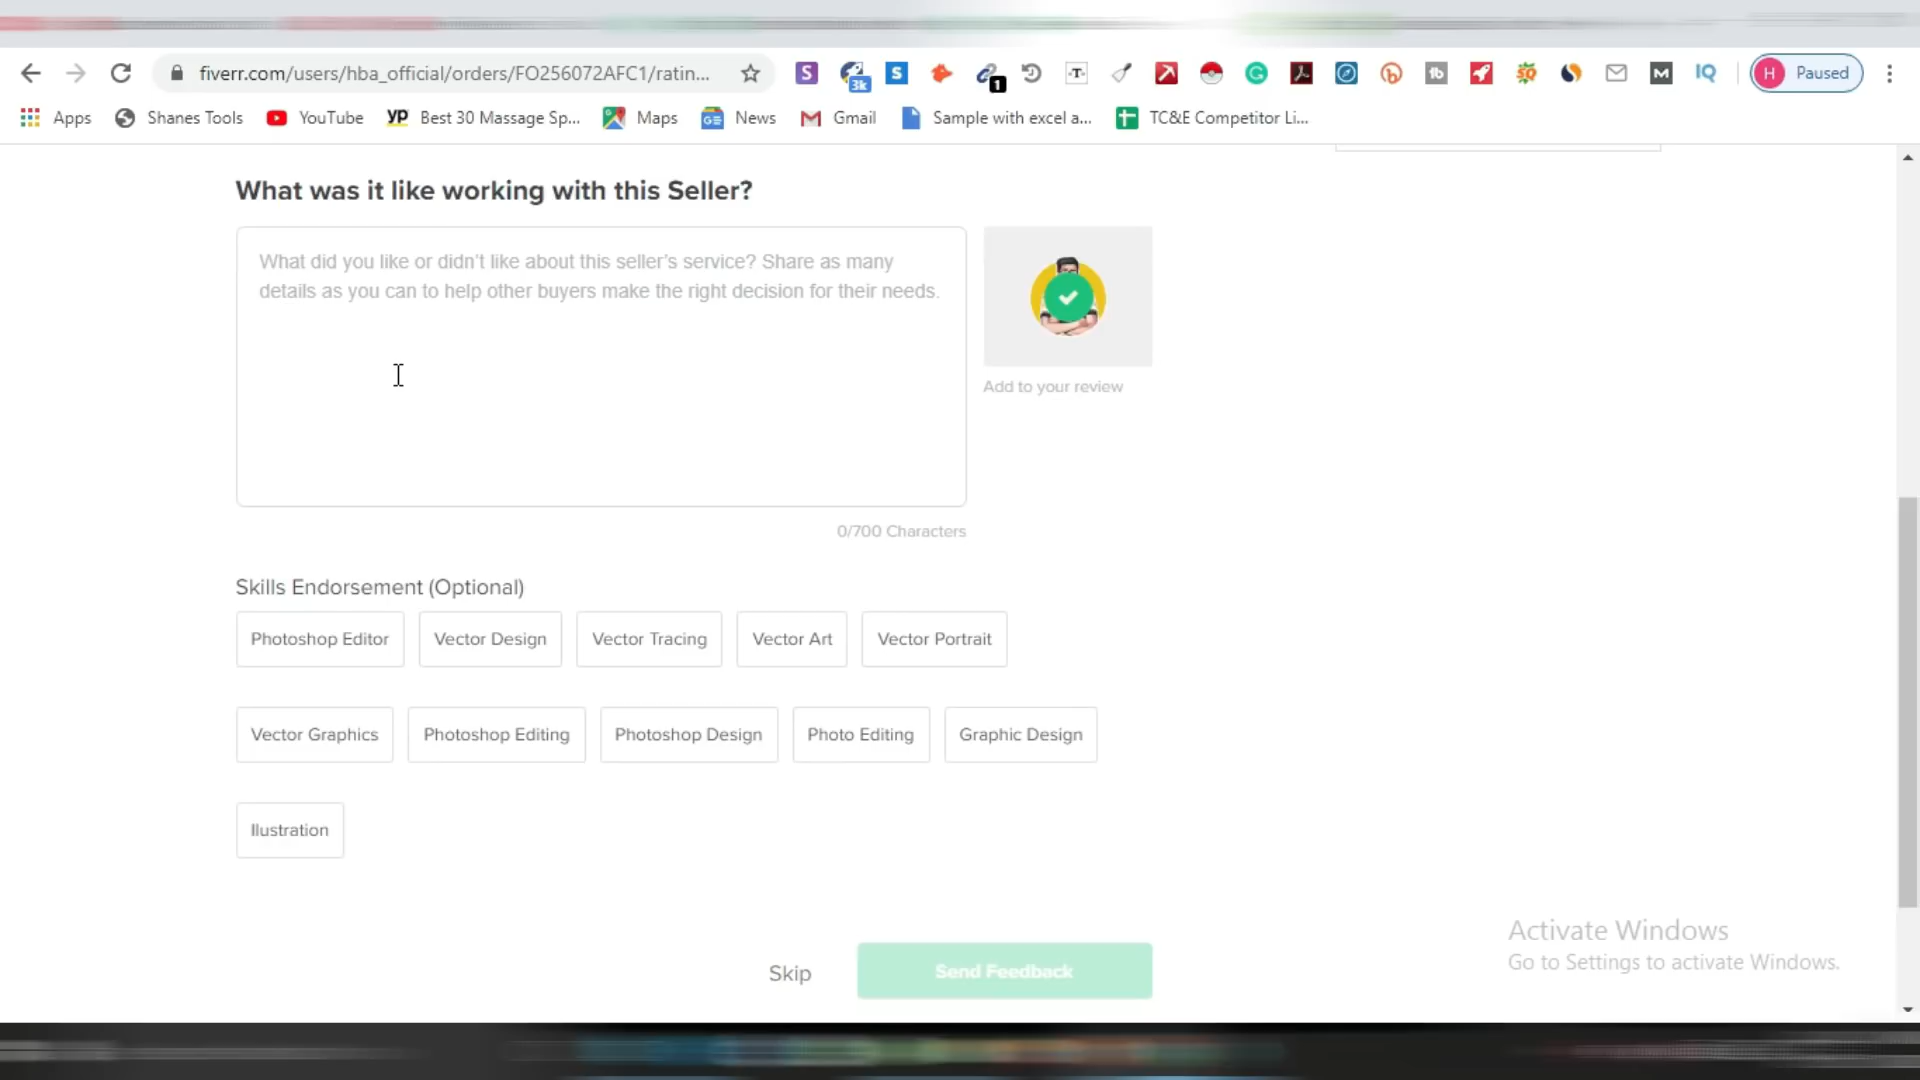 fiverr.com/users/hba_official/orders/FO256072AFC1/ratin...
3k
1
H Paused
Apps
Shanes Tools
YouTube
Best 30 Massage Sp...
Maps
News
Gmail
Sample with excel a...
TC&E Competitor Li...
What was it like working with this Seller?
What did you like or didn't like about this seller's service? Share as many
details as you can to help other buyers make the right decision for their needs.
Add to your review
0/700 Characters
Skills Endorsement (Optional)
Photoshop Editor
Vector Design
Vector Tracing
Vector Art
Vector Portrait
Vector Graphics
Photoshop Editing
Photoshop Design
Photo Editing
Graphic Design
Ilustration
Skip
Send Feedback
Activate Windows
Go to Settings to activate Windows.